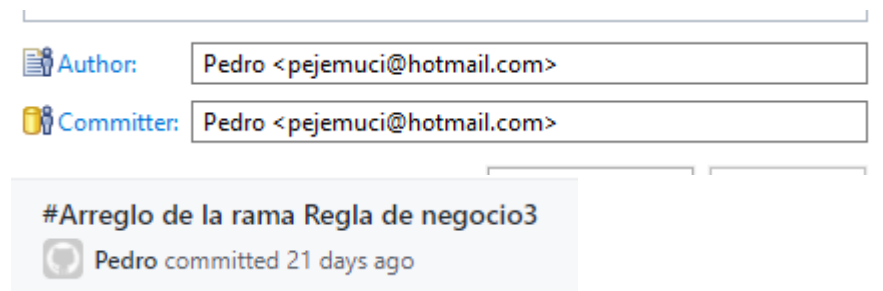 Author: Pedro <pejemuci@hotmail.com>
Committer: Pedro <pejemuci@hotmail.com>
#Arreglo de la rama Regla de negocio3
Pedro committed 21 days ago